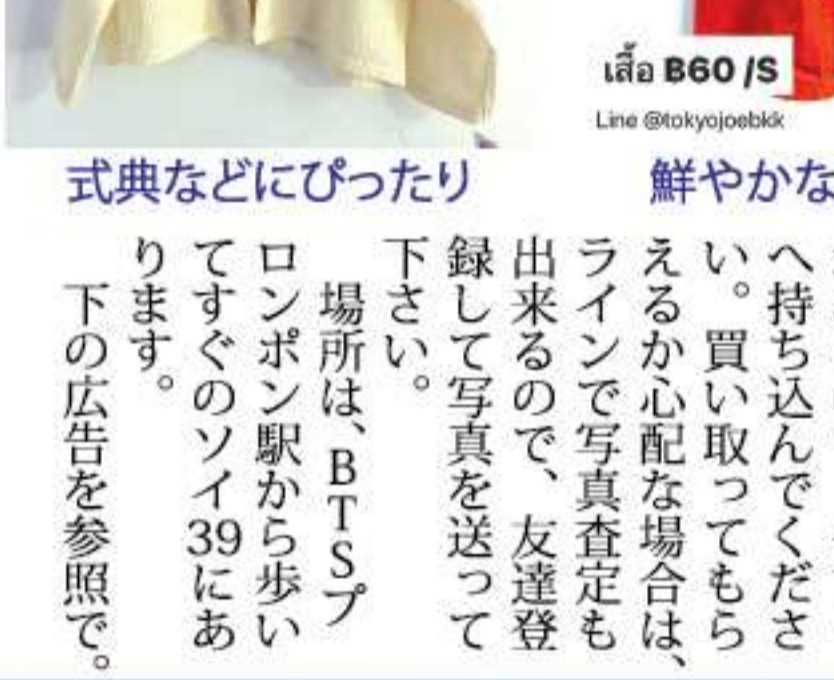 เสื้อ B60 /S
Line @tokyojoebkk
式典などにぴったり
鮮やかな
へ持ち込んでくださ
い。買い取ってもら
えるか心配な場合は、
ラインで写真査定も
出来るので、友達登
録して写真を送って
下さい。
場所は、BTSプ
ロンポン駅から歩い
てすぐのソイ39にあ
ります。
下の広告を参照で。